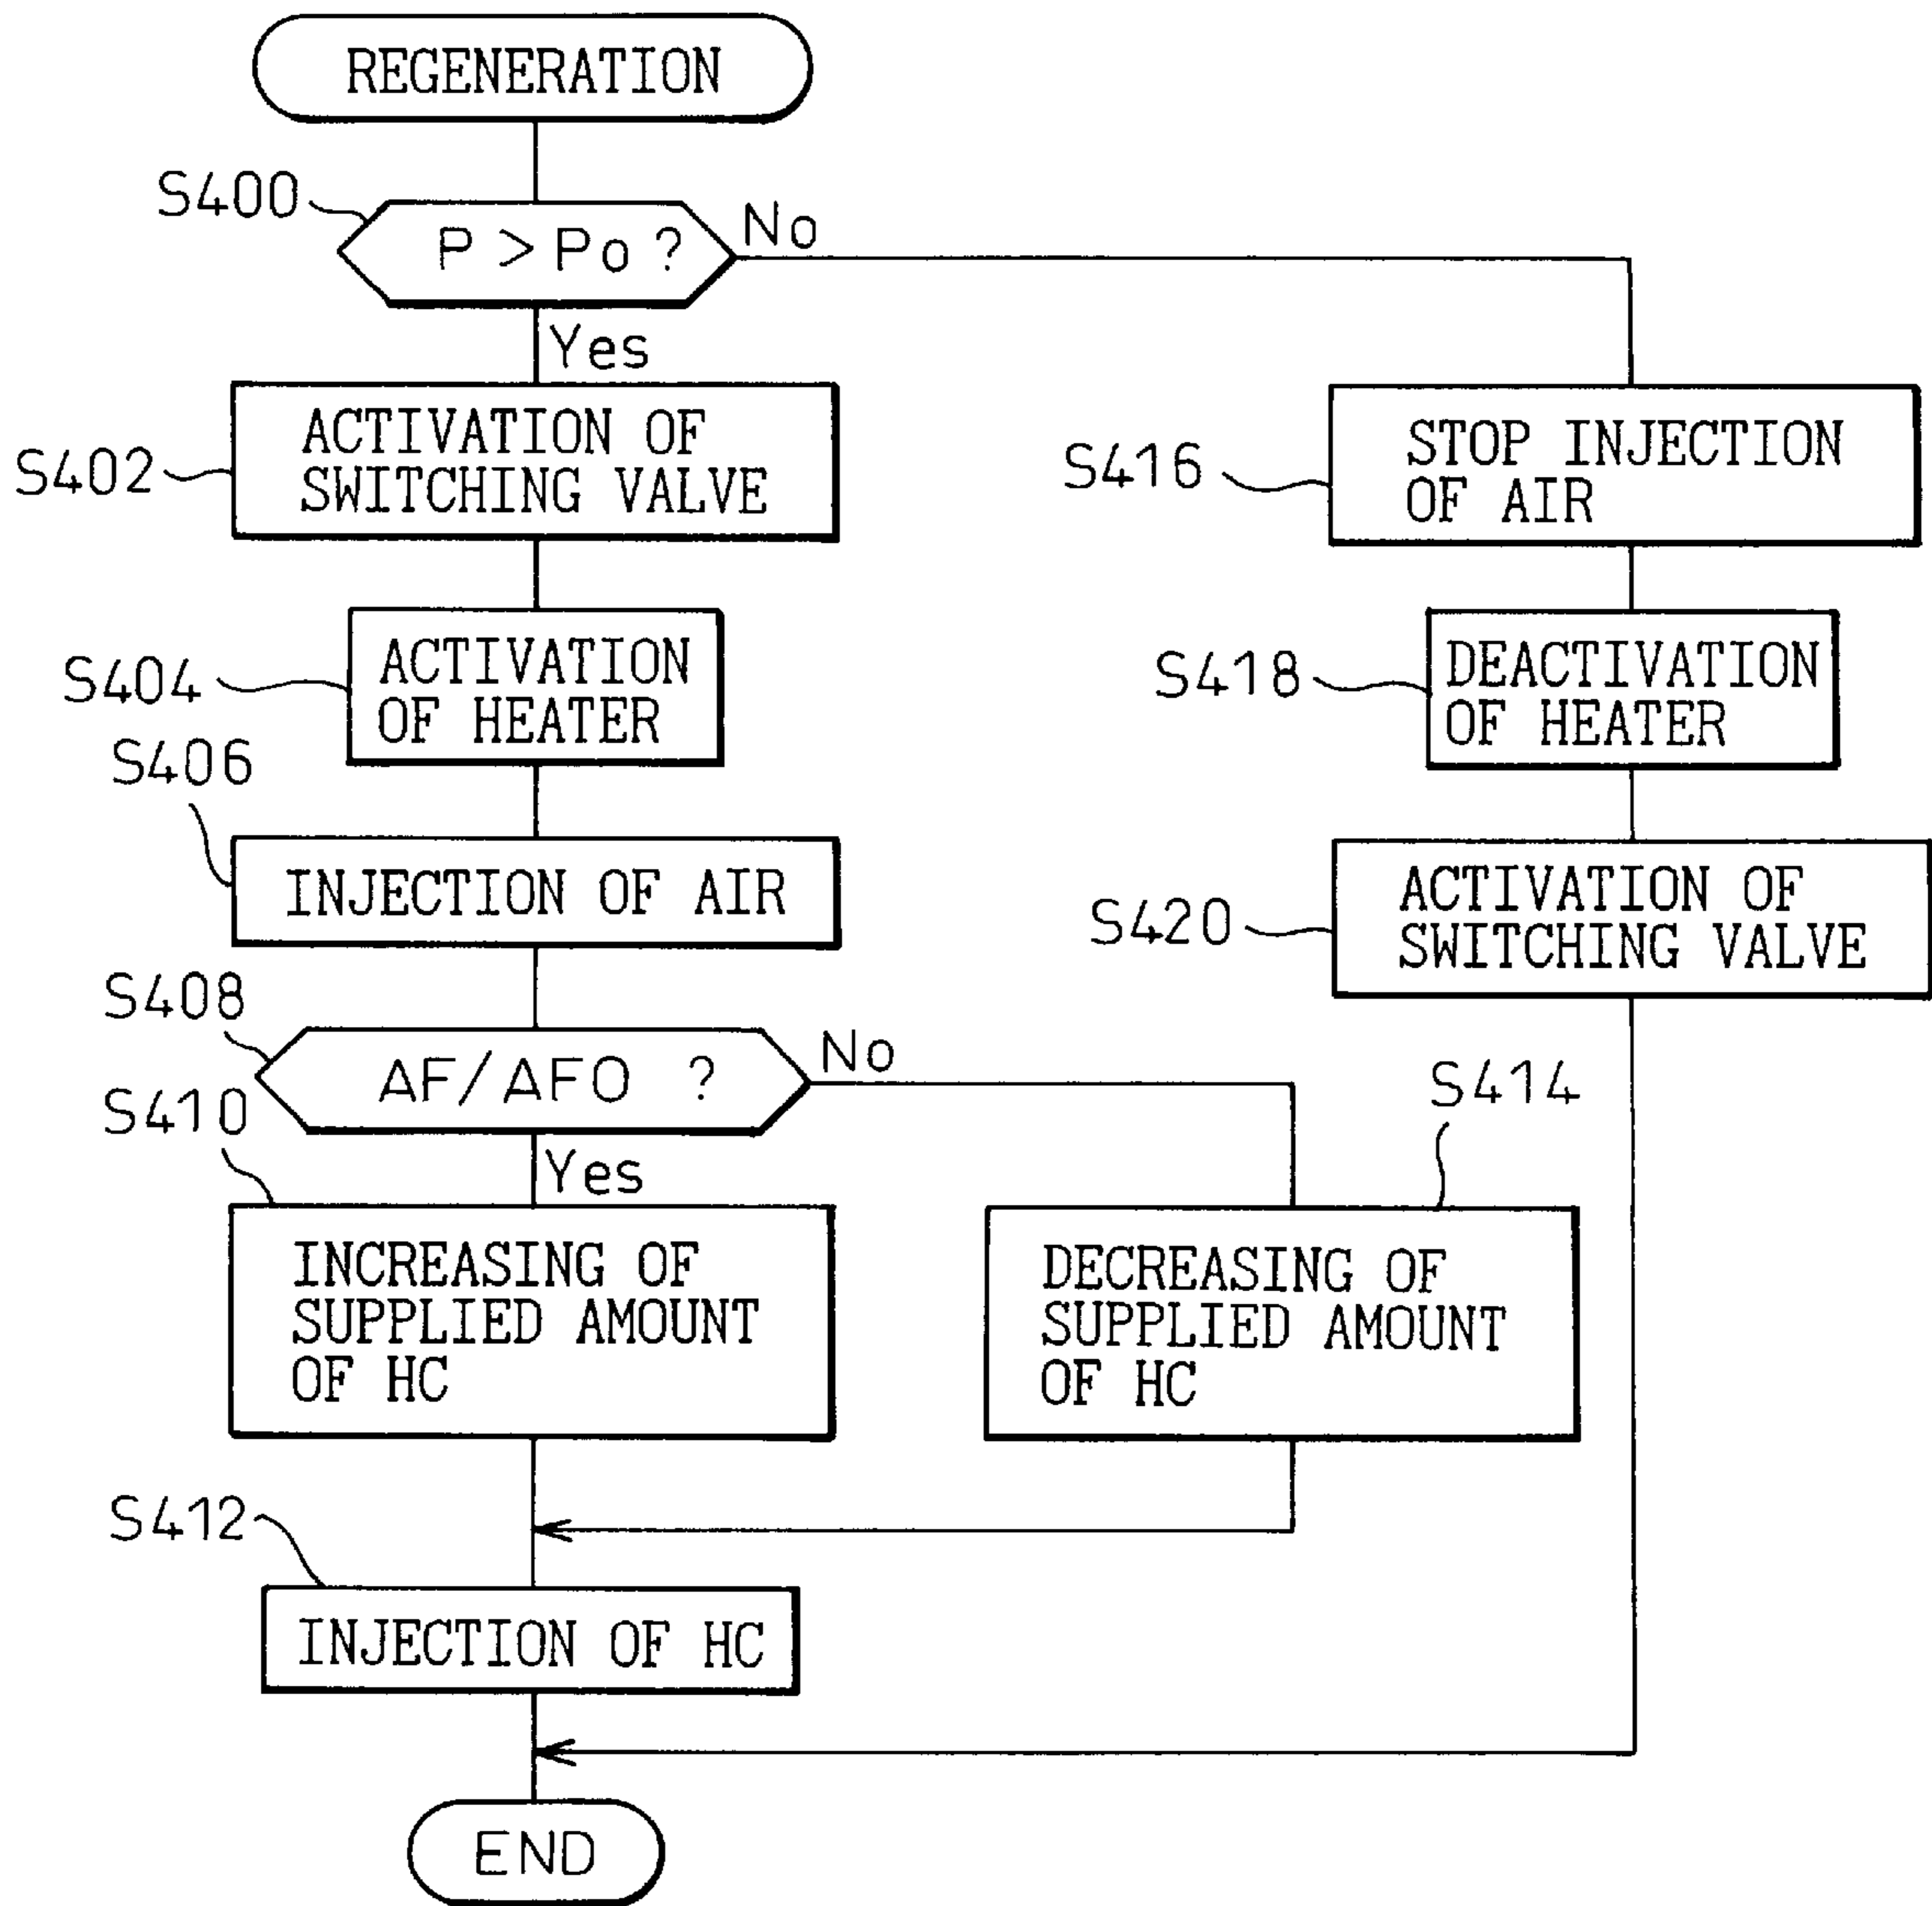 REGENERATION
S400
P > Po ?
No
Yes
S402
ACTIVATION OF
SWITCHING VALVE
S416
STOP INJECTION
OF AIR
S404
ACTIVATION
OF HEATER
S418
DEACTIVATION
OF HEATER
S406
INJECTION OF AIR
S420
ACTIVATION OF
SWITCHING VALVE
S408
AF/AFO ?
No
Yes
S410
INCREASING OF
SUPPLIED AMOUNT
OF HC
S414
DECREASING OF
SUPPLIED AMOUNT
OF HC
S412
INJECTION OF HC
END